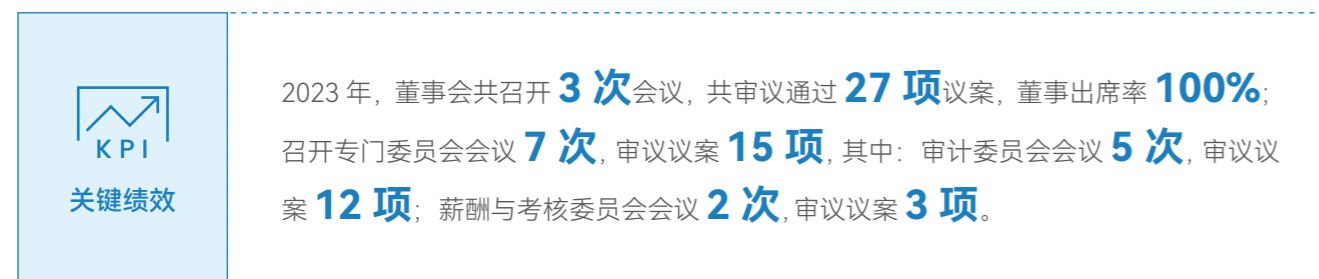 KPI
关键绩效
2023 年，董事会共召开 3 次会议，共审议通过 27 项议案，董事出席率 100%；
召开专门委员会会议 7 次，审议议案 15 项，其中：审计委员会会议 5 次，审议议
案 12 项；薪酬与考核委员会会议 2 次，审议议案 3 项。